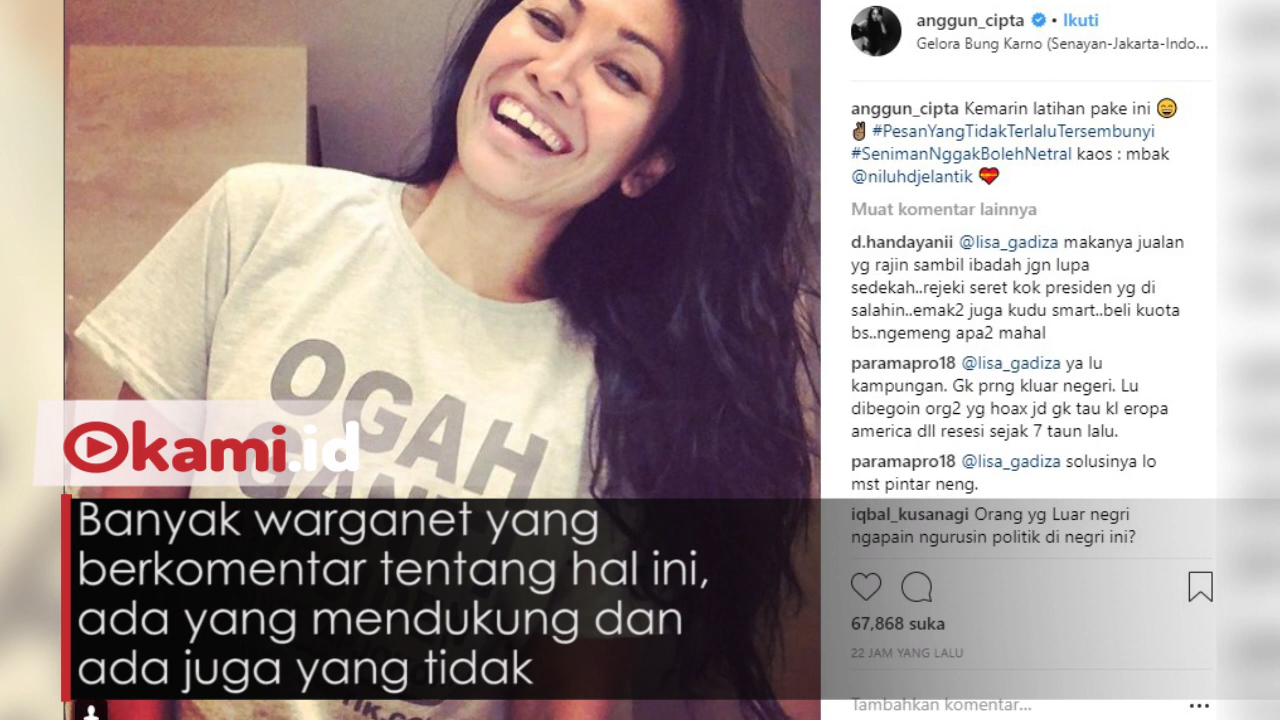 anggun_cipta • Ikuti
Gelora Bung Karno (Senayan-Jakarta-Indo...
anggun_cipta Kemarin latihan pake ini 😄
✌🏾 #PesanYangTidakTerlaluTersembunyi
#SenimanNggakBolehNetral kaos : mbak
@niluhdjelantik
Muat komentar lainnya
d.handayanii @lisa_gadiza makanya jualan
yg rajin sambil ibadah jgn lupa
sedekah..rejeki seret kok presiden yg di
salahin..emak2 juga kudu smart..beli kuota
bs..ngemeng apa2 mahal
paramapro18 @lisa_gadiza ya lu
kampungan. Gk prng kluar negeri. Lu
dibegoin org2 yg hoax jd gk tau kl eropa
america dll resesi sejak 7 taun lalu.
paramapro18 @lisa_gadiza solusinya lo
mst pintar neng.
iqbal_kusanagi Orang yg Luar negri
ngapain ngurusin politik di negri ini?
67,868 suka
22 JAM YANG LALU
Tambahkan komentar...
OGAH
Okami.id
Banyak warganet yang
berkomentar tentang hal ini,
ada yang mendukung dan
ada juga yang tidak